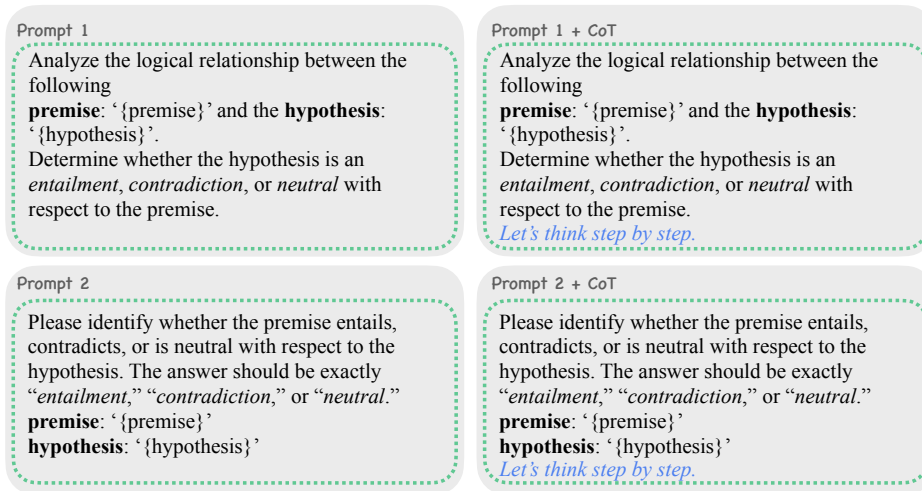 Prompt 1
Analyze the logical relationship between the
following
premise: ‘{premise}’ and the hypothesis:
‘{hypothesis}’.
Determine whether the hypothesis is an
entailment, contradiction, or neutral with
respect to the premise.
Prompt 1 + CoT
Analyze the logical relationship between the
following
premise: ‘{premise}’ and the hypothesis:
‘{hypothesis}’.
Determine whether the hypothesis is an
entailment, contradiction, or neutral with
respect to the premise.
Let’s think step by step.
Prompt 2
Please identify whether the premise entails,
contradicts, or is neutral with respect to the
hypothesis. The answer should be exactly
“entailment,” “contradiction,” or “neutral.”
premise: ‘{premise}’
hypothesis: ‘{hypothesis}’
Prompt 2 + CoT
Please identify whether the premise entails,
contradicts, or is neutral with respect to the
hypothesis. The answer should be exactly
“entailment,” “contradiction,” or “neutral.”
premise: ‘{premise}’
hypothesis: ‘{hypothesis}’
Let’s think step by step.